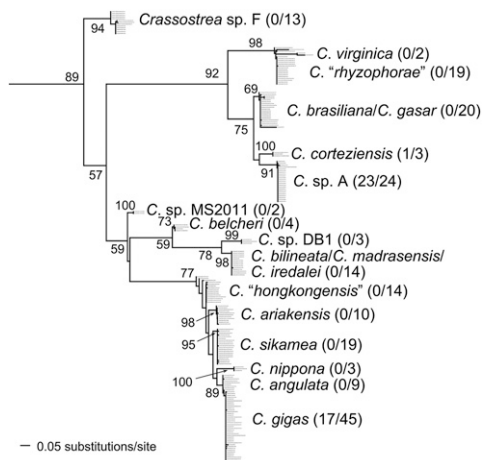 Crassostrea sp. F (0/13)
94
98
C. virginica (0/2)
89
92
C. "rhyzophorae" (0/19)
69
C. brasiliana/C. gasar (0/20)
75
100
C. corteziensis (1/3)
57
91
C. sp. A (23/24)
100
C. sp. MS2011 (0/2)
73
C. belcheri (0/4)
99
C. sp. DB1 (0/3)
59
59
78
98
C. bilineata/C. madrasensis/
C. iredalei (0/14)
77
C. "hongkongensis" (0/14)
98
C. ariakensis (0/10)
95
C. sikamea (0/19)
C. nippona (0/3)
100
C. angulata (0/9)
89
C. gigas (17/45)
0.05 substitutions/site